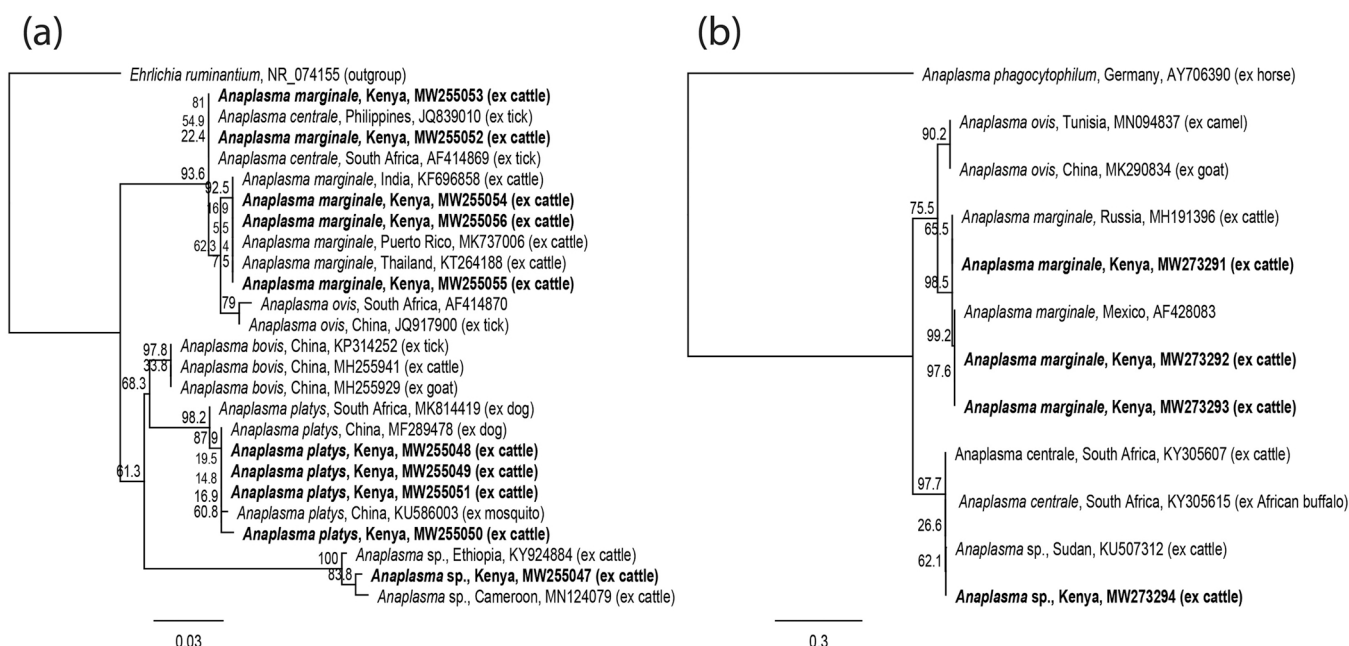 (a)
Ehrlichia ruminantium, NR_074155 (outgroup)
81
Anaplasma marginale, Kenya, MW255053 (ex cattle)
54.9
Anaplasma centrale, Philippines, JQ839010 (ex tick)
22.4
Anaplasma marginale, Kenya, MW255052 (ex cattle)
Anaplasma centrale, South Africa, AF414869 (ex tick)
93.6
92.5
Anaplasma marginale, India, KF696858 (ex cattle)
16.9
Anaplasma marginale, Kenya, MW255054 (ex cattle)
5.5
Anaplasma marginale, Kenya, MW255056 (ex cattle)
62.3
4
Anaplasma marginale, Puerto Rico, MK737006 (ex cattle)
7.5
Anaplasma marginale, Thailand, KT264188 (ex cattle)
Anaplasma marginale, Kenya, MW255055 (ex cattle)
79
Anaplasma ovis, South Africa, AF414870
Anaplasma ovis, China, JQ917900 (ex tick)
97.8
Anaplasma bovis, China, KP314252 (ex tick)
33.8
Anaplasma bovis, China, MH255941 (ex cattle)
68.3
Anaplasma bovis, China, MH255929 (ex goat)
98.2
Anaplasma platys, South Africa, MK814419 (ex dog)
87.9
Anaplasma platys, China, MF289478 (ex dog)
19.5
Anaplasma platys, Kenya, MW255048 (ex cattle)
61.3
14.8
Anaplasma platys, Kenya, MW255049 (ex cattle)
16.9
Anaplasma platys, Kenya, MW255051 (ex cattle)
60.8
Anaplasma platys, China, KU586003 (ex mosquito)
Anaplasma platys, Kenya, MW255050 (ex cattle)
100
Anaplasma sp., Ethiopia, KY924884 (ex cattle)
83.8
Anaplasma sp., Kenya, MW255047 (ex cattle)
Anaplasma sp., Cameroon, MN124079 (ex cattle)
0.03
(b)
Anaplasma phagocytophilum, Germany, AY706390 (ex horse)
90.2
Anaplasma ovis, Tunisia, MN094837 (ex camel)
Anaplasma ovis, China, MK290834 (ex goat)
75.5
65.5
Anaplasma marginale, Russia, MH191396 (ex cattle)
98.5
Anaplasma marginale, Kenya, MW273291 (ex cattle)
99.2
Anaplasma marginale, Mexico, AF428083
97.6
Anaplasma marginale, Kenya, MW273292 (ex cattle)
Anaplasma marginale, Kenya, MW273293 (ex cattle)
97.7
Anaplasma centrale, South Africa, KY305607 (ex cattle)
26.6
Anaplasma centrale, South Africa, KY305615 (ex African buffalo)
62.1
Anaplasma sp., Sudan, KU507312 (ex cattle)
Anaplasma sp., Kenya, MW273294 (ex cattle)
0.3